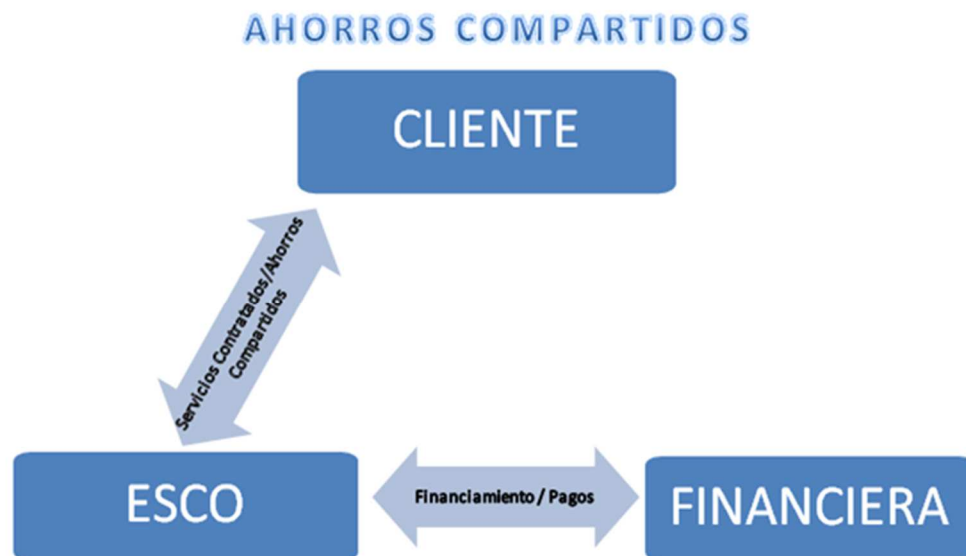 AHORROS COMPARTIDOS
CLIENTE
Servicios Contratados/Ahorros
Compartidos
ESCO
Financiamiento / Pagos
FINANCIERA